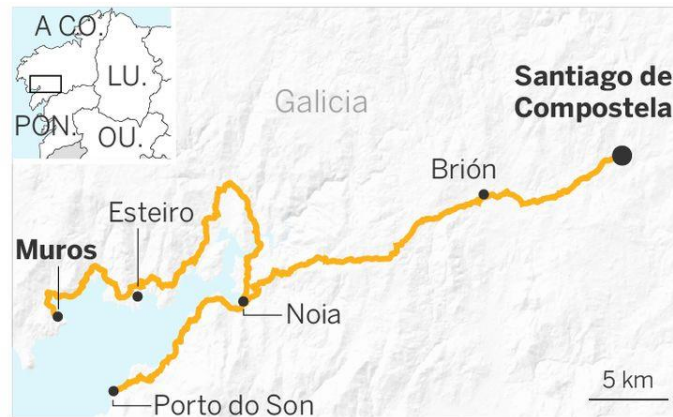 A CO.
LU.
PON.
OU.
Galicia
Santiago de
Compostela
Brión
Esteiro
Muros
Noia
Porto do Son
5 km